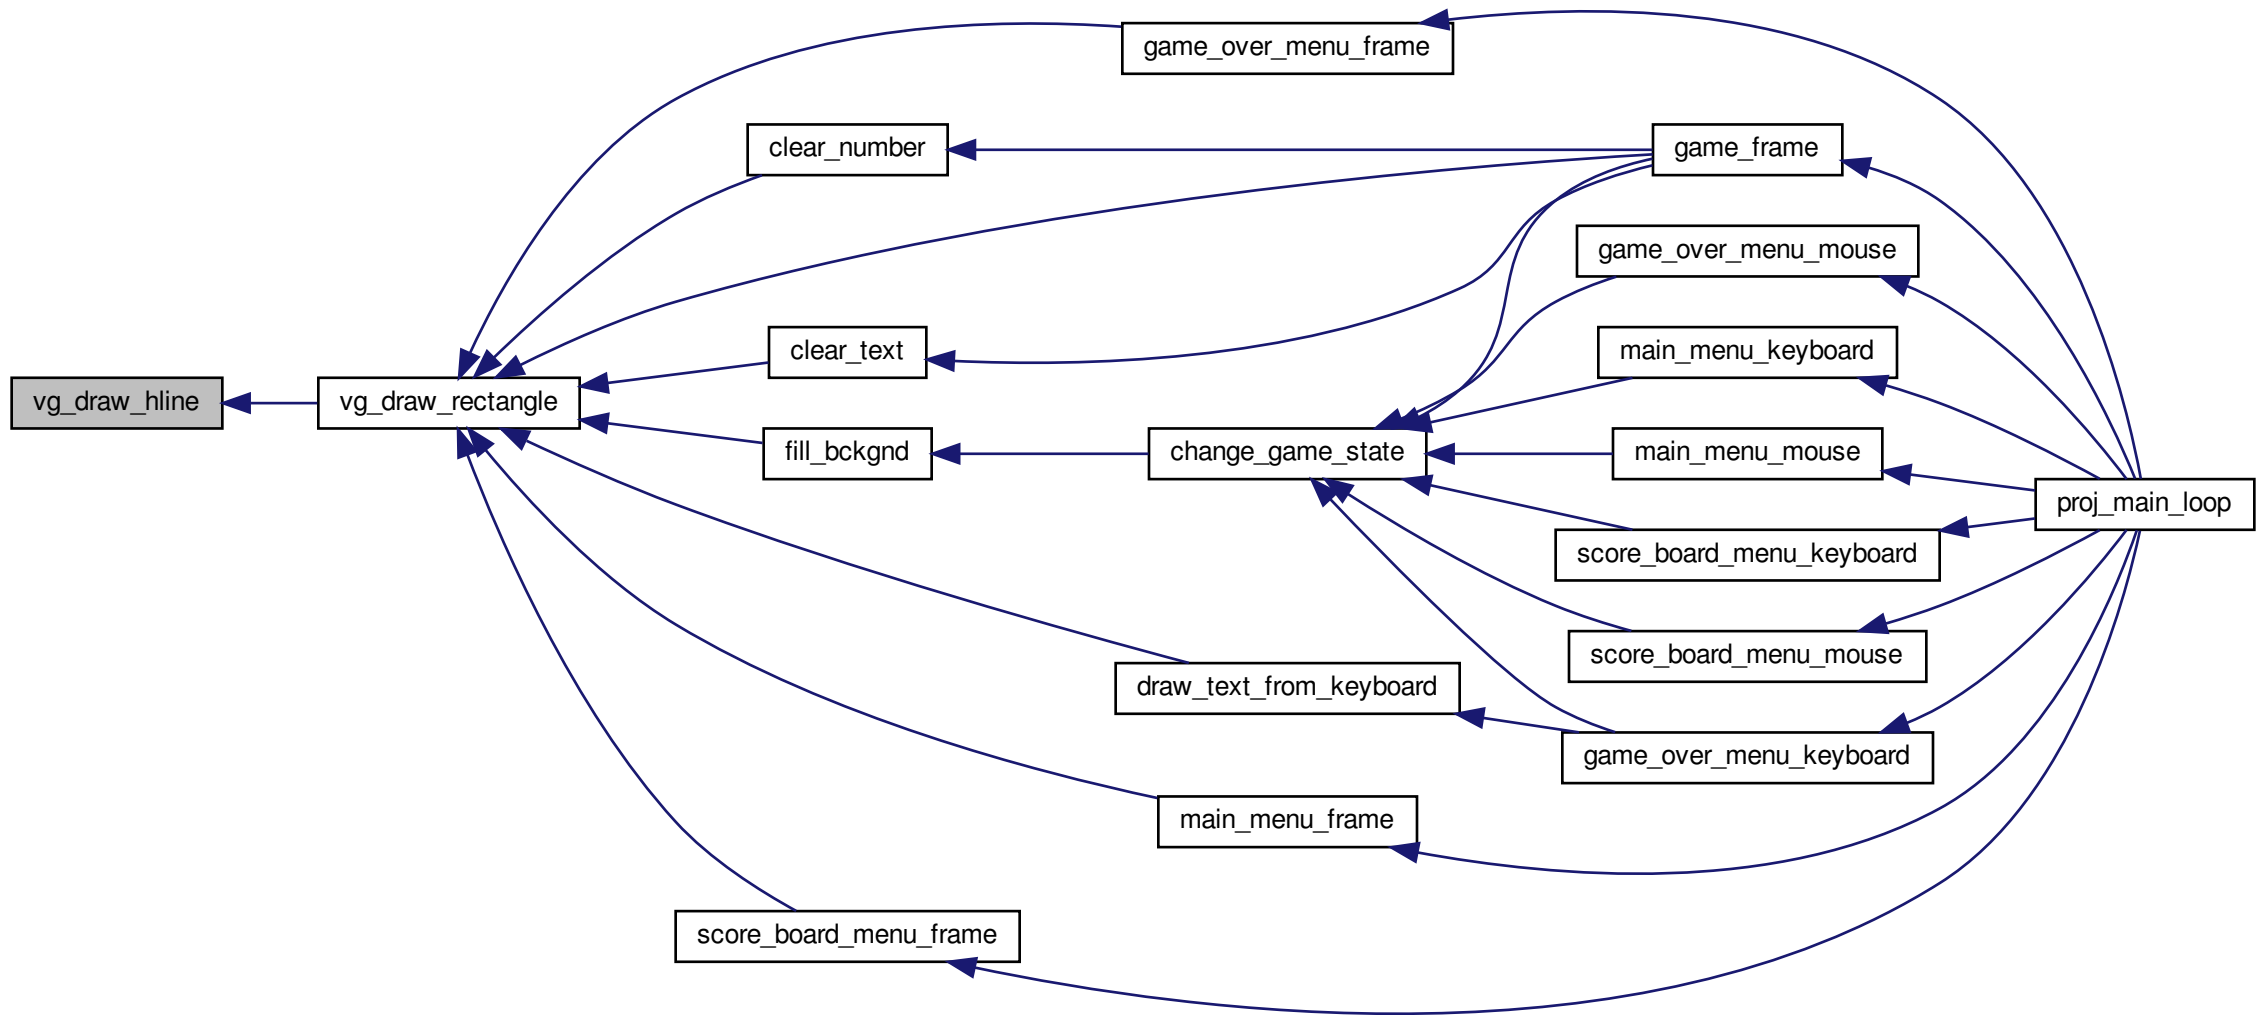 game_over_menu_frame
clear_number
game_frame
game_over_menu_mouse
clear_text
main_menu_keyboard
vg_draw_hline
vg_draw_rectangle
fill_bckgnd
change_game_state
main_menu_mouse
proj_main_loop
score_board_menu_keyboard
score_board_menu_mouse
draw_text_from_keyboard
game_over_menu_keyboard
main_menu_frame
score_board_menu_frame